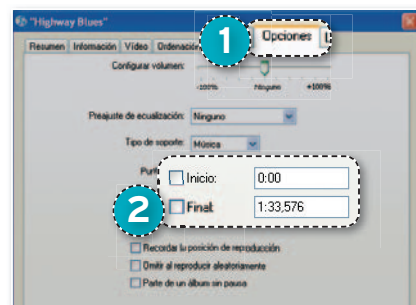 "Highway Blues"
Resumen Información Vídeo Ordenación Opciones
1
Configurar volumen:
-100% Ninguno +100%
Preajuste de ecualización: Ninguno
Tipo de soporte: Música
Inicio: 0:00
2
Final: 1:33,576
Recordar la posición de reproducción
Omitir al reproducir aleatoriamente
Parte de un álbum sin pausa